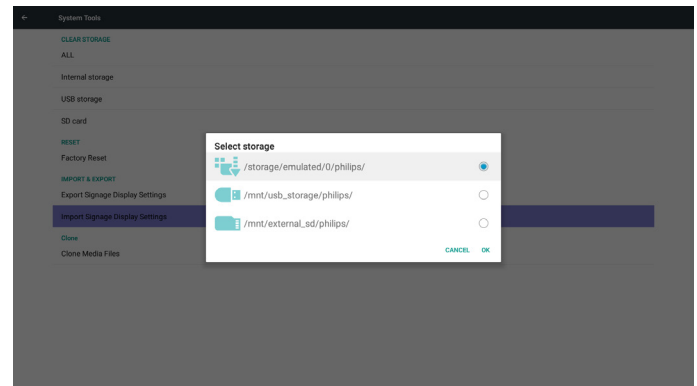 System Tools
CLEAR STORAGE
ALL
Internal storage
USB storage
SD card
RESET
Factory Reset
IMPORT & EXPORT
Export Signage Display Settings
Import Signage Display Settings
Clone
Clone Media Files
Select storage
/storage/emulated/0/philips/
/mnt/usb_storage/philips/
/mnt/external_sd/philips/
CANCEL OK